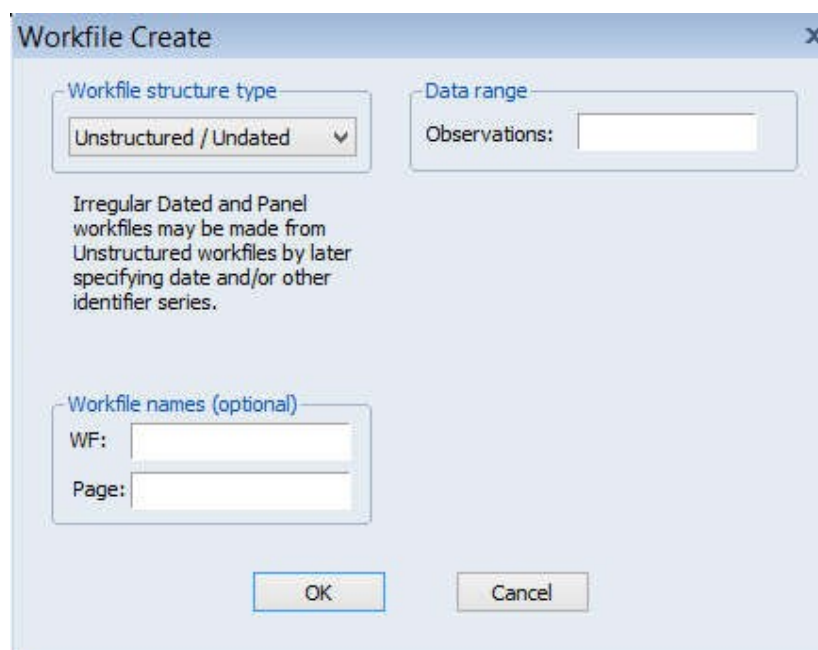 Workfile Create
x
Workfile structure type
Unstructured / Undated
Irregular Dated and Panel
workfiles may be made from
Unstructured workfiles by later
specifying date and/or other
identifier series.
Data range
Observations:
Workfile names (optional)
WF:
Page:
OK
Cancel